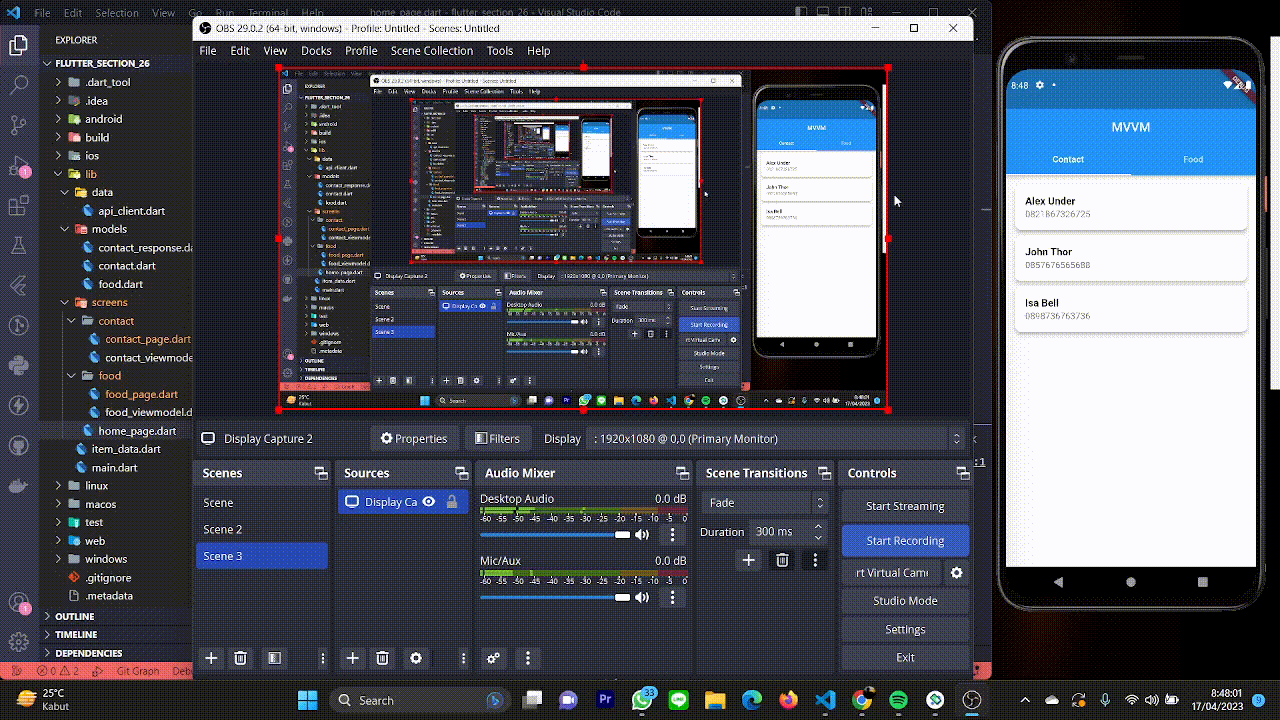 File Edit Selection View Go Run Terminal Help home_page.dart - flutter_section_26 - Visual Studio Code
EXPLORER
FLUTTER_SECTION_26
.dart_tool
.idea
android
build
ios
lib
data
api_client.dart
models
contact_response.da
contact.dart
food.dart
screens
contact
contact_page.dart
contact_viewmode
food
food_page.dart
food_viewmodel.d
home_page.dart
item_data.dart
main.dart
linux
macos
test
web
windows
.gitignore
.metadata
OUTLINE
TIMELINE
DEPENDENCIES
0 2 Git Graph Deb
OBS 29.0.2 (64-bit, windows) - Profile: Untitled - Scenes: Untitled
File Edit View Docks Profile Scene Collection Tools Help
Display Capture 2 Properties Filters Display : 1920x1080 @ 0,0 (Primary Monitor)
Scenes
Scene
Scene 2
Scene 3
Sources
Display Ca
Audio Mixer
Desktop Audio 0.0 dB
-60 -55 -50 -45 -40 -35 -30 -25 -20 -15 -10 -5 0
Mic/Aux 0.0 dB
-60 -55 -50 -45 -40 -35 -30 -25 -20 -15 -10 -5 0
Scene Transitions
Fade
Duration 300 ms
Controls
Start Streaming
Start Recording
rt Virtual Cam
Studio Mode
Settings
Exit
8:48
MVVM
Contact Food
Alex Under
0821867326725
John Thor
0857676565688
Isa Bell
0898736763736
25°C
Kabut
Search
33
8:48:01
17/04/2023
9